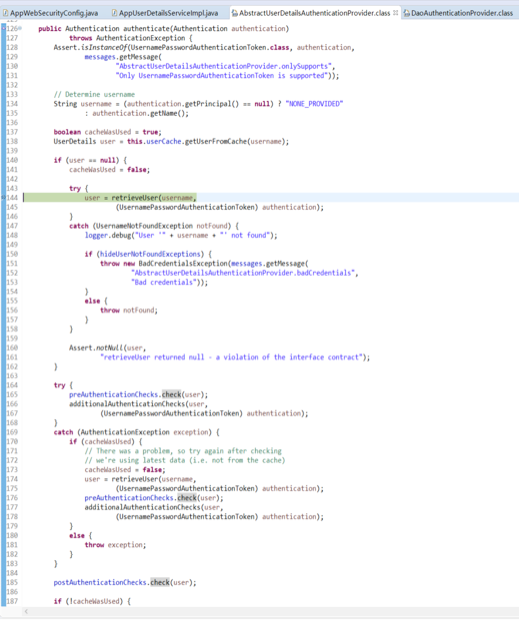 AppWebSecurityConfig.java AppUserDetailsServiceImpl.java AbstractUserDetailsAuthenticationProvider.class DaoAuthenticationProvider.class
126 public Authentication authenticate(Authentication authentication)
127 throws AuthenticationException {
128 Assert.isInstanceOf(UsernamePasswordAuthenticationToken.class, authentication,
129 messages.getMessage(
130 "AbstractUserDetailsAuthenticationProvider.onlySupports",
131 "Only UsernamePasswordAuthenticationToken is supported"));
132
133 // Determine username
134 String username = (authentication.getPrincipal() == null) ? "NONE_PROVIDED"
135 : authentication.getName();
136
137 boolean cacheWasUsed = true;
138 UserDetails user = this.userCache.getUserFromCache(username);
139
140 if (user == null) {
141 cacheWasUsed = false;
142
143 try {
144 user = retrieveUser(username,
145 (UsernamePasswordAuthenticationToken) authentication);
146 }
147 catch (UsernameNotFoundException notFound) {
148 logger.debug("User '" + username + "' not found");
149
150 if (hideUserNotFoundExceptions) {
151 throw new BadCredentialsException(messages.getMessage(
152 "AbstractUserDetailsAuthenticationProvider.badCredentials",
153 "Bad credentials"));
154 }
155 else {
156 throw notFound;
157 }
158 }
159
160 Assert.notNull(user,
161 "retrieveUser returned null - a violation of the interface contract");
162 }
163
164 try {
165 preAuthenticationChecks.check(user);
166 additionalAuthenticationChecks(user,
167 (UsernamePasswordAuthenticationToken) authentication);
168 }
169 catch (AuthenticationException exception) {
170 if (cacheWasUsed) {
171 // There was a problem, so try again after checking
172 // we're using latest data (i.e. not from the cache)
173 cacheWasUsed = false;
174 user = retrieveUser(username,
175 (UsernamePasswordAuthenticationToken) authentication);
176 preAuthenticationChecks.check(user);
177 additionalAuthenticationChecks(user,
178 (UsernamePasswordAuthenticationToken) authentication);
179 }
180 else {
181 throw exception;
182 }
183 }
184
185 postAuthenticationChecks.check(user);
186
187 if (!cacheWasUsed) {